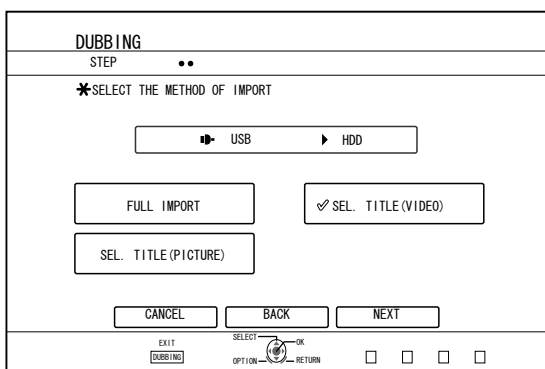 DUBBING
STEP
*SELECT THE METHOD OF IMPORT
USB ▶ HDD
FULL IMPORT
✓ SEL. TITLE(VIDEO)
SEL. TITLE(PICTURE)
CANCEL BACK NEXT
EXIT
DUBBING
SELECT
OK
OPTION
RETURN